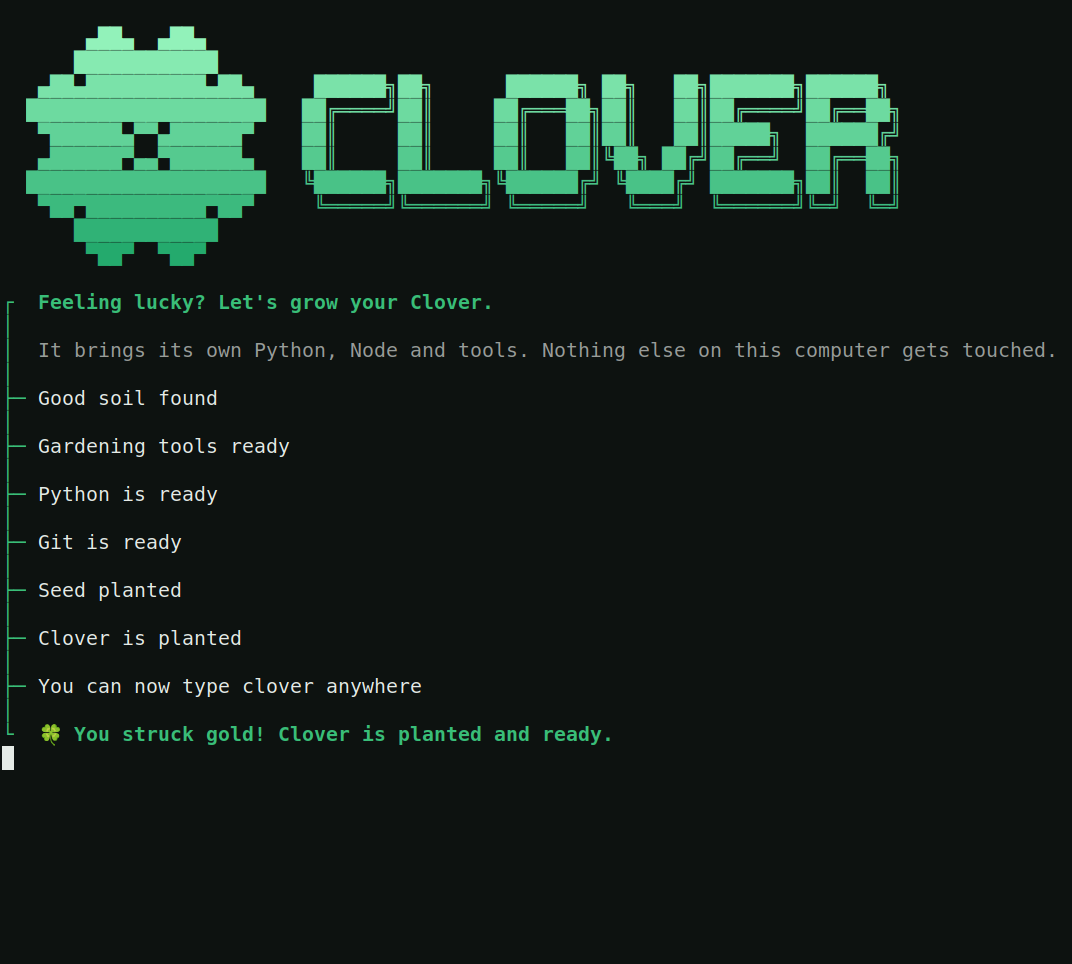 CLOVER
Feeling lucky? Let's grow your Clover.
It brings its own Python, Node and tools. Nothing else on this computer gets touched.
Good soil found
Gardening tools ready
Python is ready
Git is ready
Seed planted
Clover is planted
You can now type clover anywhere
🍀 You struck gold! Clover is planted and ready.